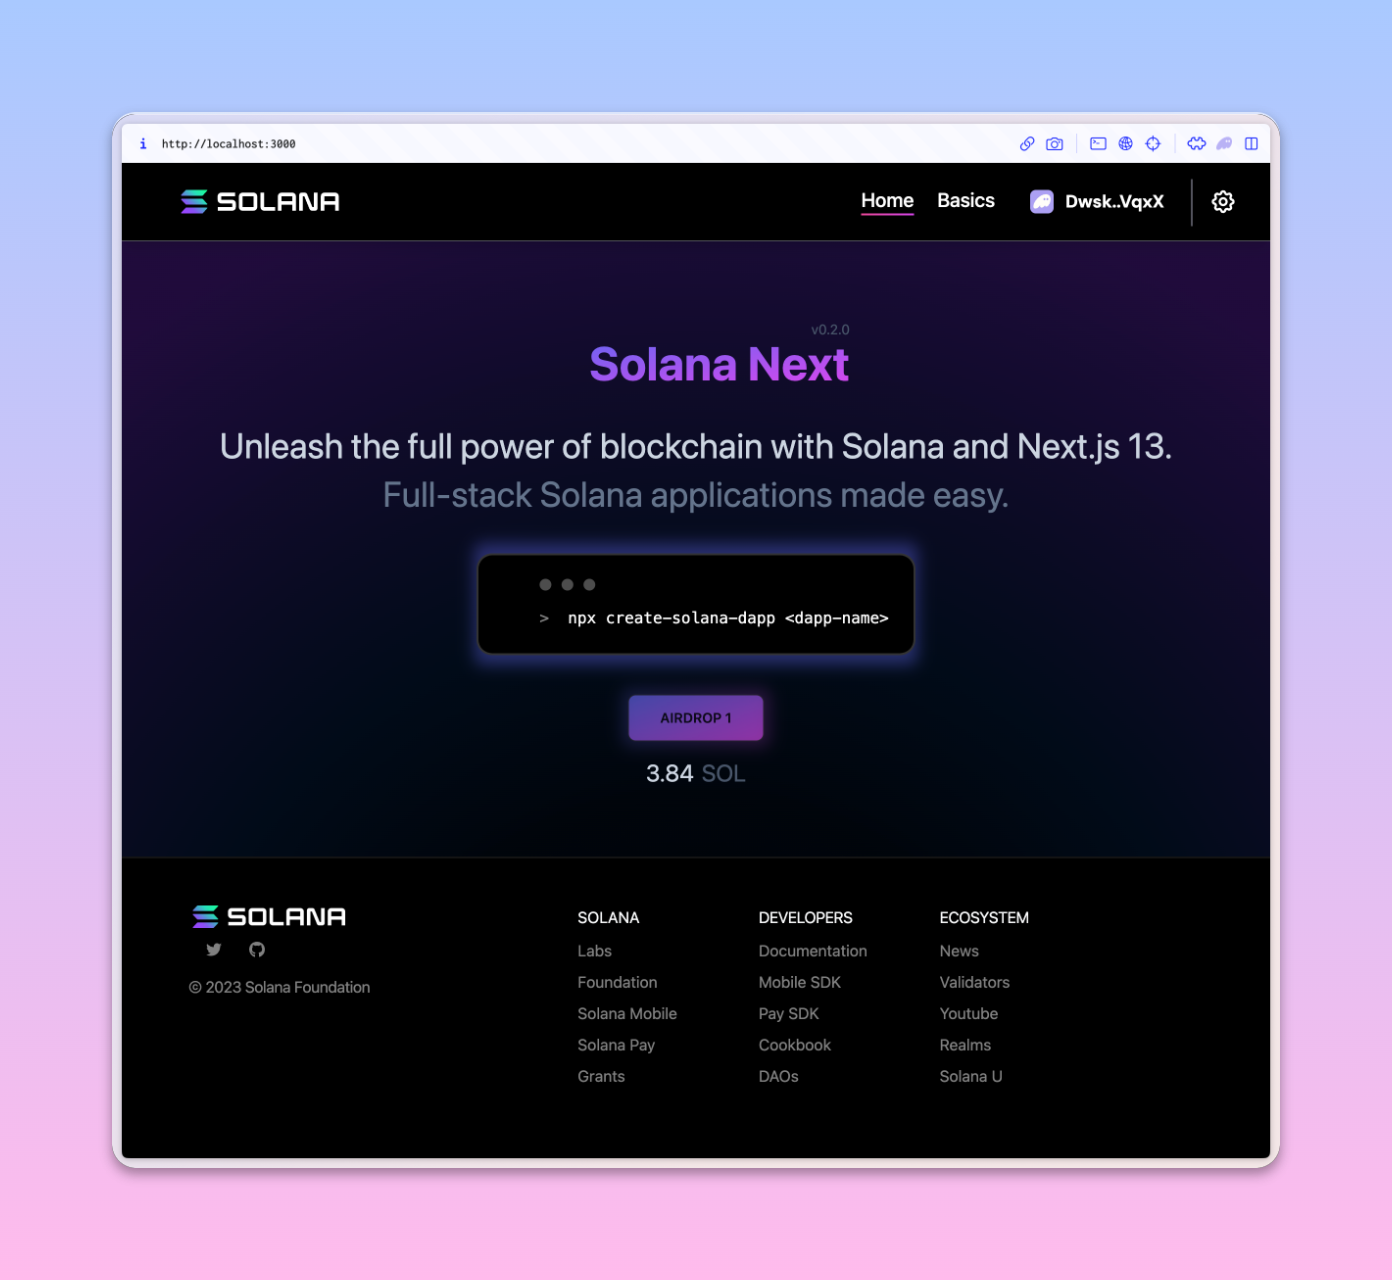 http://localhost:3000
SOLANA
Home Basics Dwsk..VqxX
v0.2.0
Solana Next
Unleash the full power of blockchain with Solana and Next.js 13.
Full-stack Solana applications made easy.
> npx create-solana-dapp <dapp-name>
AIRDROP 1
3.84 SOL
SOLANA
© 2023 Solana Foundation
SOLANA
Labs
Foundation
Solana Mobile
Solana Pay
Grants
DEVELOPERS
Documentation
Mobile SDK
Pay SDK
Cookbook
DAOs
ECOSYSTEM
News
Validators
Youtube
Realms
Solana U